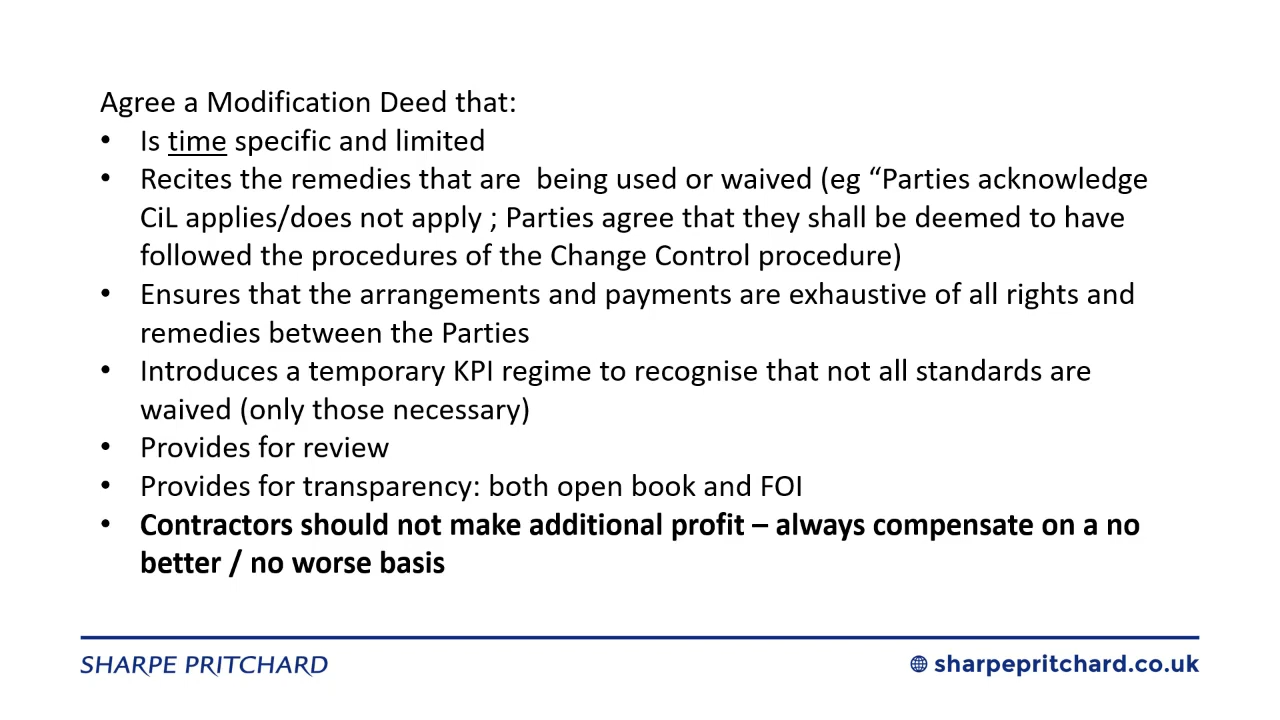 Agree a Modification Deed that:
• Is time specific and limited
• Recites the remedies that are  being used or waived (eg “Parties acknowledge
CiL applies/does not apply ; Parties agree that they shall be deemed to have
followed the procedures of the Change Control procedure)
• Ensures that the arrangements and payments are exhaustive of all rights and
remedies between the Parties
• Introduces a temporary KPI regime to recognise that not all standards are
waived (only those necessary)
• Provides for review
• Provides for transparency: both open book and FOI
• Contractors should not make additional profit – always compensate on a no
better / no worse basis
SHARPE PRITCHARD
sharpepritchard.co.uk